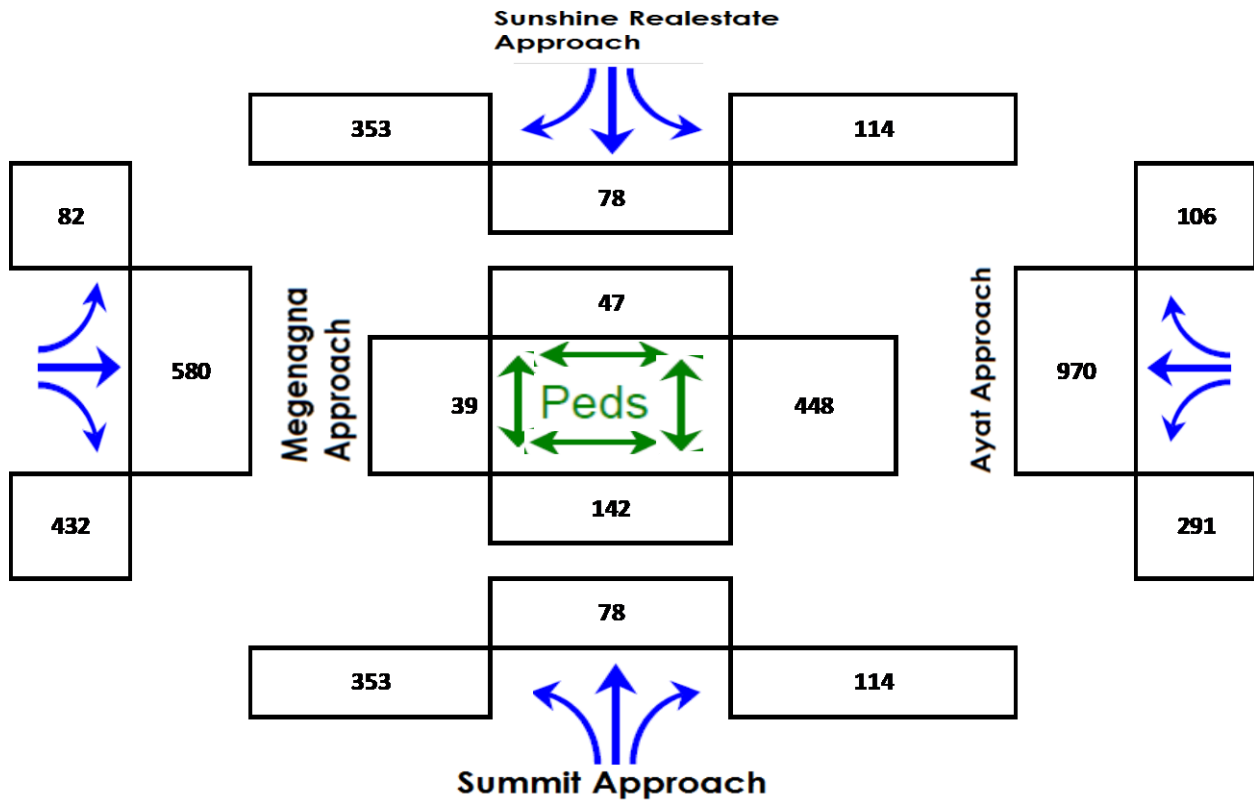 Sunshine Realestate
Approach
353
114
78
82
106
47
Megenagna
Approach
580
39
Peds
448
970
Ayat Approach
142
432
291
78
353
114
Summit Approach